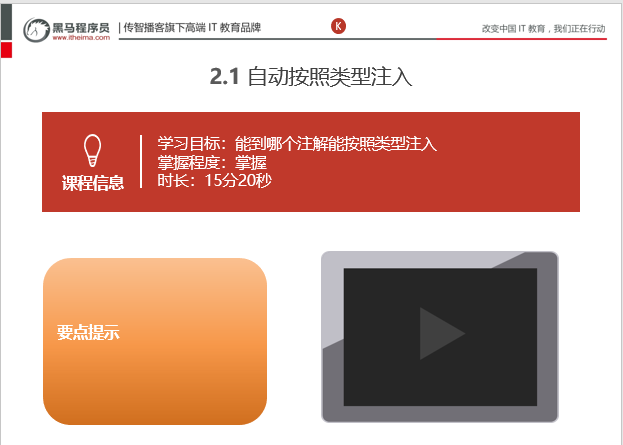 黑马程序员
www.itheima.com
传智播客旗下高端 IT 教育品牌
K
改变中国 IT 教育，我们正在行动
2.1 自动按照类型注入
学习目标：能到哪个注解能按照类型注入
掌握程度：掌握
时长：15分20秒
课程信息
要点提示